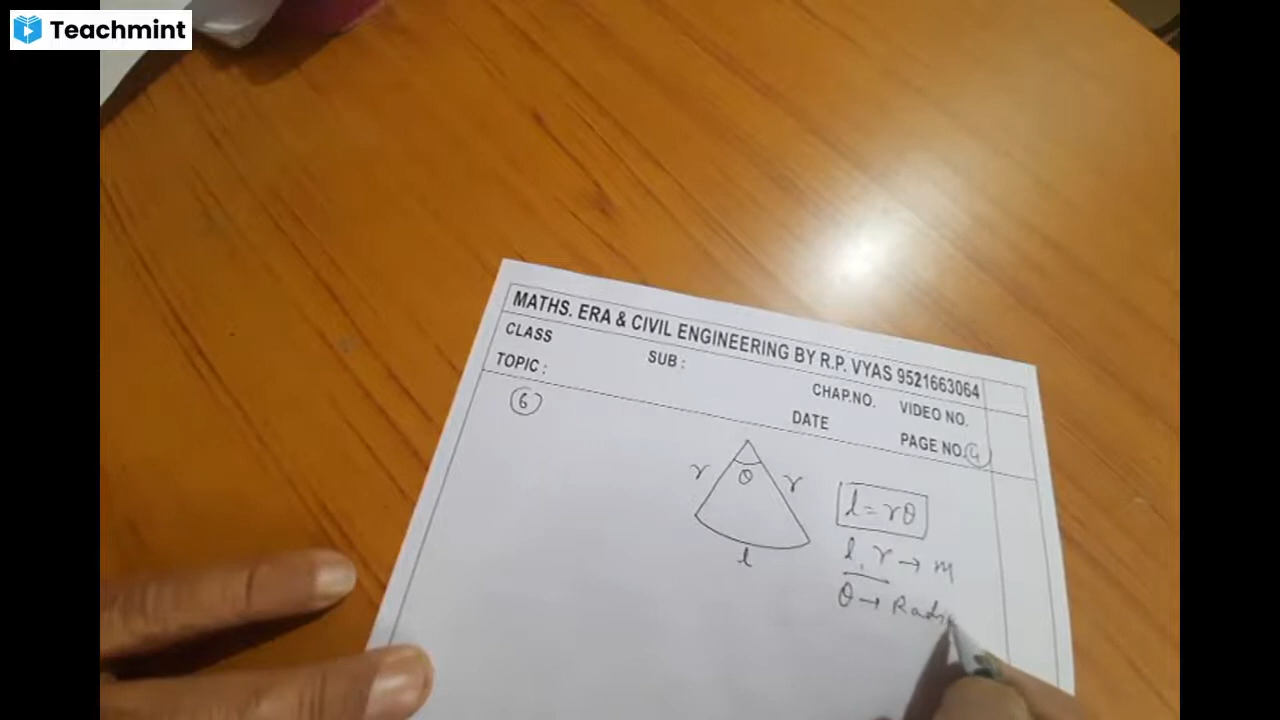 Teachmint
MATHS. ERA & CIVIL ENGINEERING BY R.P. VYAS 9521663064
CLASS SUB : CHAP.NO. VIDEO NO.
TOPIC : DATE PAGE NO. 4
6
θ
r r
l
l = rθ
l, r → m
θ → Radi